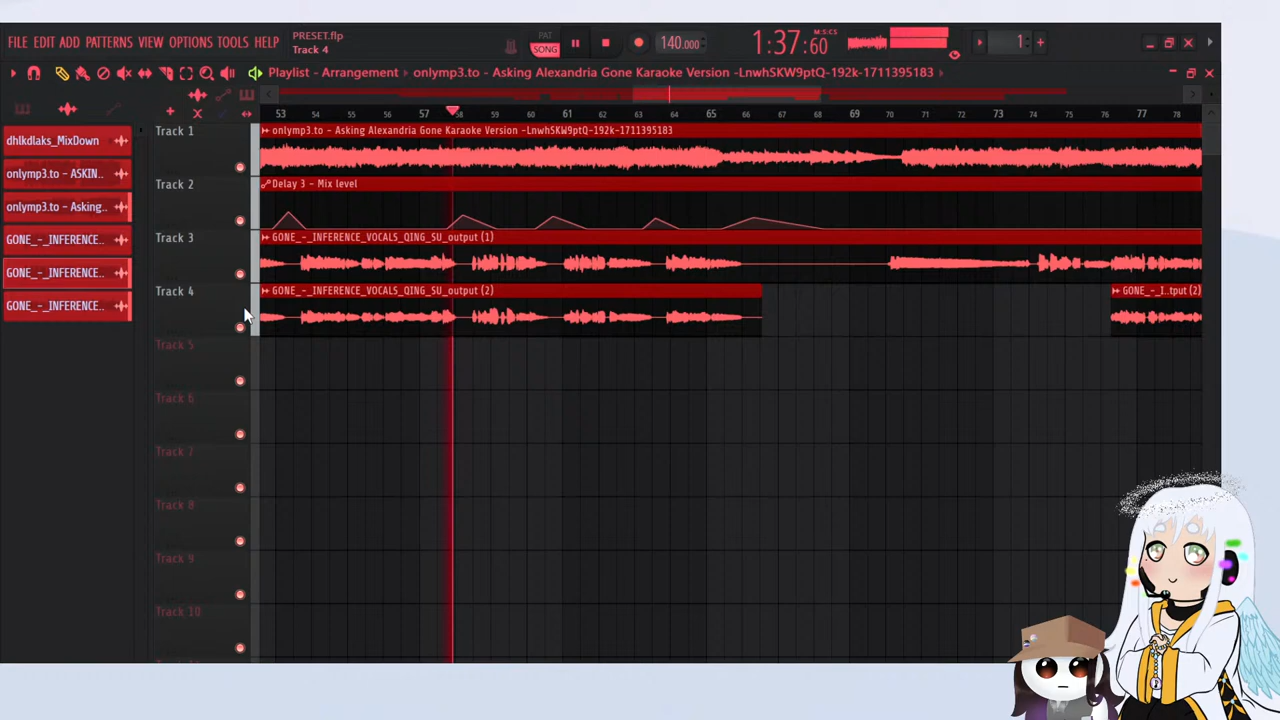 PRESET.flp
FILE EDIT ADD PATTERNS VIEW OPTIONS TOOLS HELP
Track 4
PAT
SONG
140.000
1:37:60
M:S:CS
1
Playlist - Arrangement ▸ onlymp3.to - Asking Alexandria Gone Karaoke Version -LnwhSKW9ptQ-192k-1711395183
53 54 55 56 57 58 59 60 61 62 63 64 65 66 67 68 69 70 71 72 73 74 75 76 77 78
dhlkdlaks_MixDown
onlymp3.to - ASKIN..
onlymp3.to - Asking..
GONE_-_INFERENCE..
GONE_-_INFERENCE..
GONE_-_INFERENCE..
Track 1
onlymp3.to - Asking Alexandria Gone Karaoke Version -LnwhSKW9ptQ-192k-1711395183
Track 2
Delay 3 - Mix level
Track 3
GONE_-_INFERENCE_VOCALS_QING_SU_output (1)
Track 4
GONE_-_INFERENCE_VOCALS_QING_SU_output (2)
GONE_-_I..tput (2)
Track 5
Track 6
Track 7
Track 8
Track 9
Track 10